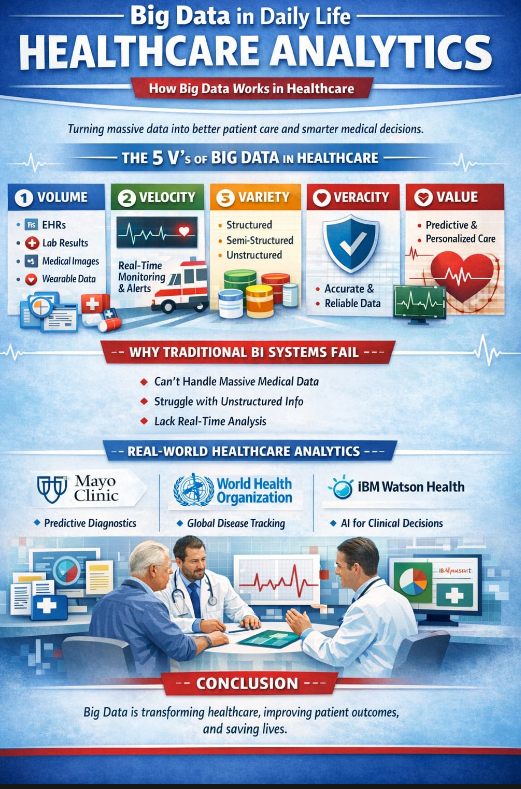 Big Data in Daily Life
HEALTHCARE ANALYTICS
How Big Data Works in Healthcare
Turning massive data into better patient care and smarter medical decisions.
THE 5 V's OF BIG DATA IN HEALTHCARE
1 VOLUME
EHRs
Lab Results
Medical Images
Wearable Data
2 VELOCITY
Real-Time
Monitoring
& Alerts
3 VARIETY
Structured
Semi-Structured
Unstructured
VERACITY
Accurate &
Reliable Data
VALUE
Predictive &
Personalized Care
-- WHY TRADITIONAL BI SYSTEMS FAIL ---
Can't Handle Massive Medical Data
Struggle with Unstructured Info
Lack Real-Time Analysis
-- REAL-WORLD HEALTHCARE ANALYTICS ---
Mayo
Clinic
Predictive Diagnostics
World Health
Organization
Global Disease Tracking
iBM Watson Health
AI for Clinical Decisions
-- CONCLUSION ---
Big Data is transforming healthcare, improving patient outcomes,
and saving lives.